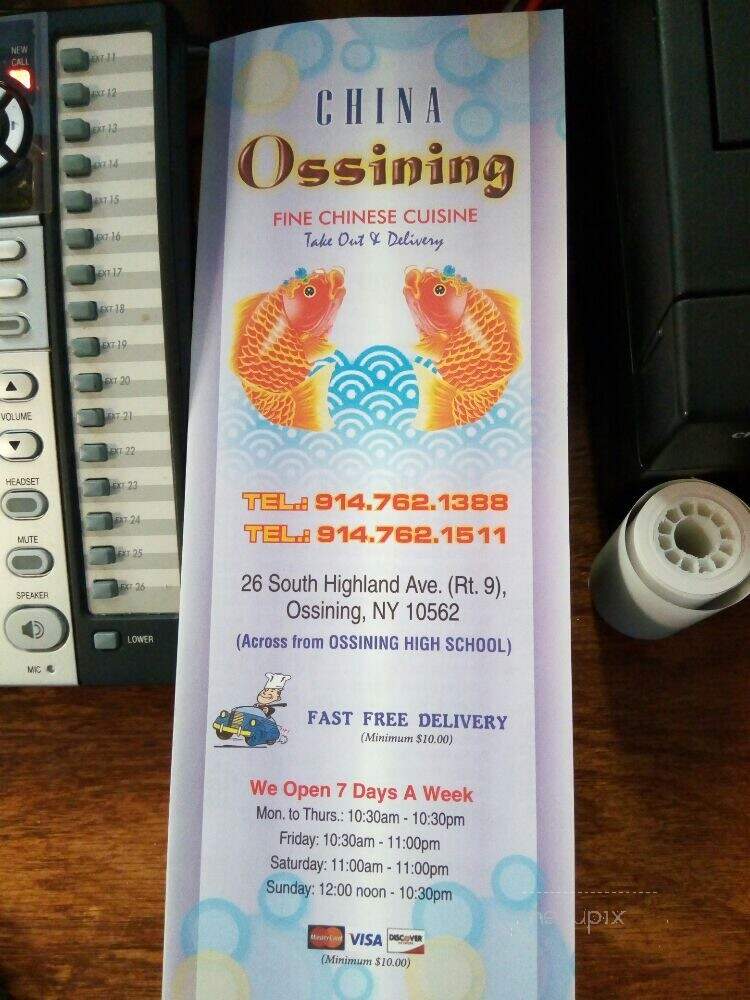 NEW
CALL
EXT 11
EXT 12
EXT 13
EXT 14
EXT 15
EXT 16
EXT 17
EXT 18
EXT 19
EXT 20
EXT 21
EXT 22
EXT 23
EXT 24
EXT 25
EXT 26
VOLUME
HEADSET
MUTE
SPEAKER
MIC
LOWER
CHINA
Ossining
FINE CHINESE CUISINE
Take Out & Delivery
TEL.: 914.762.1388
TEL.: 914.762.1511
26 South Highland Ave. (Rt. 9),
Ossining, NY 10562
(Across from OSSINING HIGH SCHOOL)
FAST FREE DELIVERY
(Minimum $10.00)
We Open 7 Days A Week
Mon. to Thurs.: 10:30am - 10:30pm
Friday: 10:30am - 11:00pm
Saturday: 11:00am - 11:00pm
Sunday: 12:00 noon - 10:30pm
MasterCard VISA DISCOVER
(Minimum $10.00)